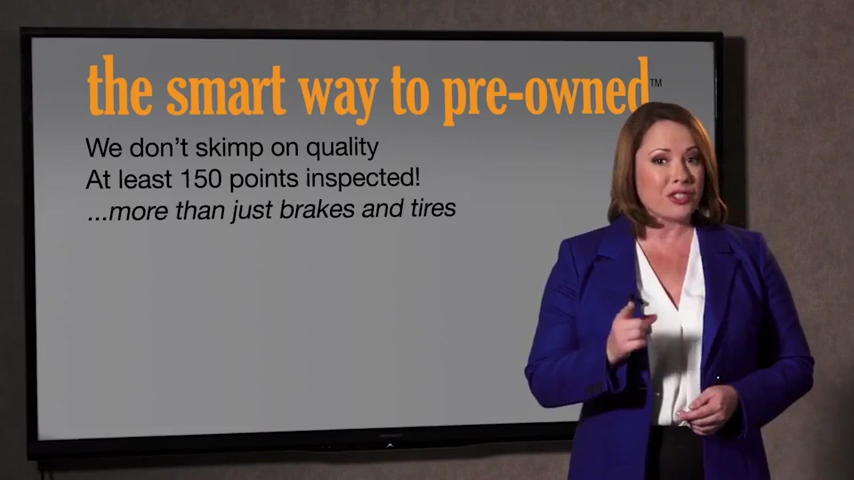 the smart way to pre-owned™
We don't skimp on quality
At least 150 points inspected!
...more than just brakes and tires